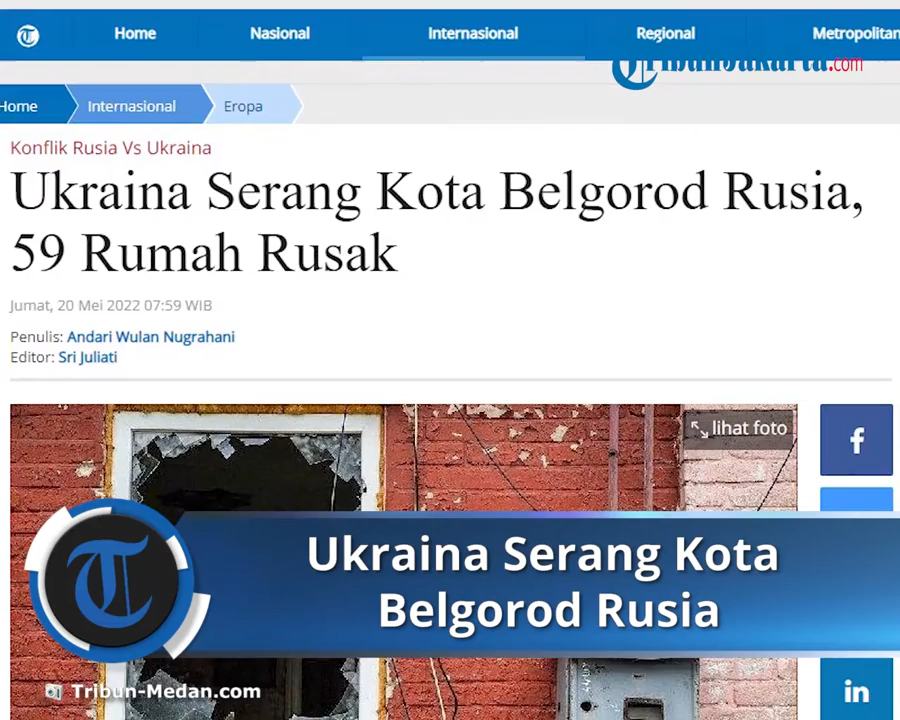 Home Nasional Internasional Regional Metropolitan
TribunJakarta.com
Home Internasional Eropa
Konflik Rusia Vs Ukraina
Ukraina Serang Kota Belgorod Rusia,
59 Rumah Rusak
Jumat, 20 Mei 2022 07:59 WIB
Penulis: Andari Wulan Nugrahani
Editor: Sri Juliati
lihat foto
Ukraina Serang Kota
Belgorod Rusia
Tribun-Medan.com